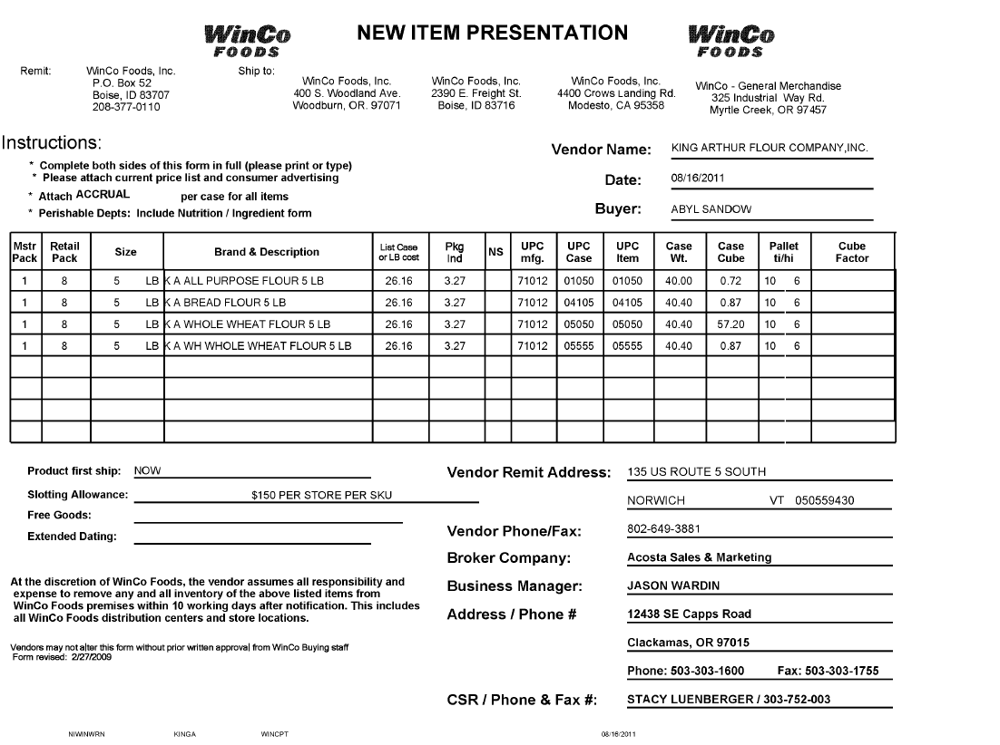 WinCo FOODS NEW ITEM PRESENTATION WinCo FOODS
Remit: WinCo Foods, Inc. Ship to: WinCo Foods, Inc. WinCo Foods, Inc. WinCo Foods, Inc. WinCo - General Merchandise
P.O. Box 52 400 S. Woodland Ave. 2390 E. Freight St. 4400 Crows Landing Rd. 325 Industrial Way Rd.
Boise, ID 83707 Woodburn, OR. 97071 Boise, ID 83716 Modesto, CA 95358 Myrtle Creek, OR 97457
208-377-0110
Instructions:
* Complete both sides of this form in full (please print or type)
* Please attach current price list and consumer advertising
* Attach ACCRUAL per case for all items
* Perishable Depts: Include Nutrition / Ingredient form
Vendor Name: KING ARTHUR FLOUR COMPANY,INC.
Date: 08/16/2011
Buyer: ABYL SANDOW
Mstr Pack Retail Pack Size Brand & Description List Case or LB cost Pkg Ind NS UPC mfg. UPC Case UPC Item Case Wt. Case Cube Pallet ti/hi Cube Factor
1 8 5 LB K A ALL PURPOSE FLOUR 5 LB 26.16 3.27 71012 01050 01050 40.00 0.72 10 6
1 8 5 LB K A BREAD FLOUR 5 LB 26.16 3.27 71012 04105 04105 40.40 0.87 10 6
1 8 5 LB K A WHOLE WHEAT FLOUR 5 LB 26.16 3.27 71012 05050 05050 40.40 57.20 10 6
1 8 5 LB K A WH WHOLE WHEAT FLOUR 5 LB 26.16 3.27 71012 05555 05555 40.40 0.87 10 6
Product first ship: NOW
Slotting Allowance: $150 PER STORE PER SKU
Free Goods:
Extended Dating:
At the discretion of WinCo Foods, the vendor assumes all responsibility and
expense to remove any and all inventory of the above listed items from
WinCo Foods premises within 10 working days after notification. This includes
all WinCo Foods distribution centers and store locations.
Vendors may not alter this form without prior written approval from WinCo Buying staff
Form revised: 2/27/2009
Vendor Remit Address: 135 US ROUTE 5 SOUTH
NORWICH VT 050559430
Vendor Phone/Fax: 802-649-3881
Broker Company: Acosta Sales & Marketing
Business Manager: JASON WARDIN
Address / Phone # 12438 SE Capps Road
Clackamas, OR 97015
Phone: 503-303-1600 Fax: 503-303-1755
CSR / Phone & Fax #: STACY LUENBERGER / 303-752-003
NIWINWRN KINGA WINCPT 08/16/2011